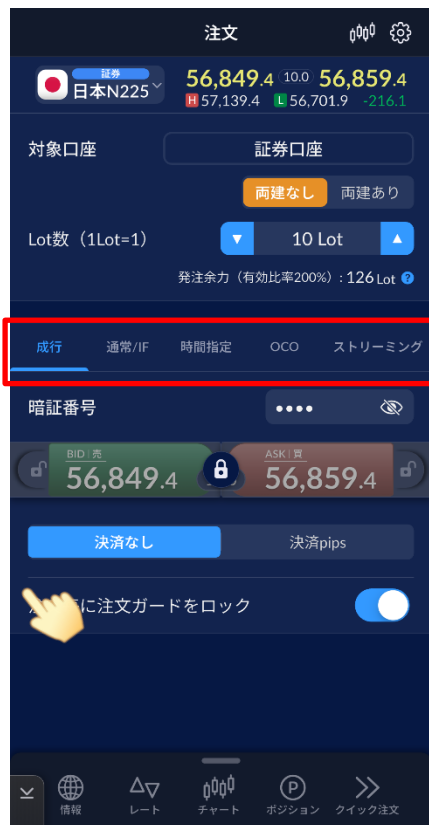 注文
証券
日本N225
56,849.4 10.0 56,859.4
H 57,139.4 L 56,701.9 -216.1
対象口座 証券口座
両建なし 両建あり
Lot数（1Lot=1） 10 Lot
発注余力（有効比率200%）: 126 Lot ?
成行 通常/IF 時間指定 OCO ストリーミング
暗証番号 ••••
BID 売 ASK 買
56,849.4 56,859.4
決済なし 決済pips
に注文ガードをロック
情報 レート チャート P ポジション クイック注文